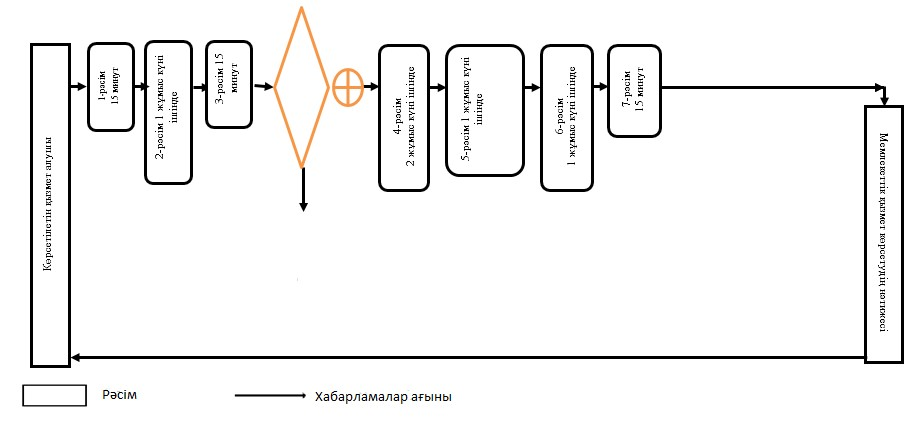 Көрсетілетін қызмет алушы
1-рәсім
15 минут
2-рәсім 1 жұмыс күні
ішінде
3-рәсім 15
минут
4-рәсім
2 жұмыс күні ішінде
5-рәсім 1 жұмыс күні
ішінде
6-рәсім
1 жұмыс күні ішінде
7-рәсім
15 минут
Мемлекеттік қызмет көрсетудің нәтижесі
Рәсім
Хабарламалар ағыны